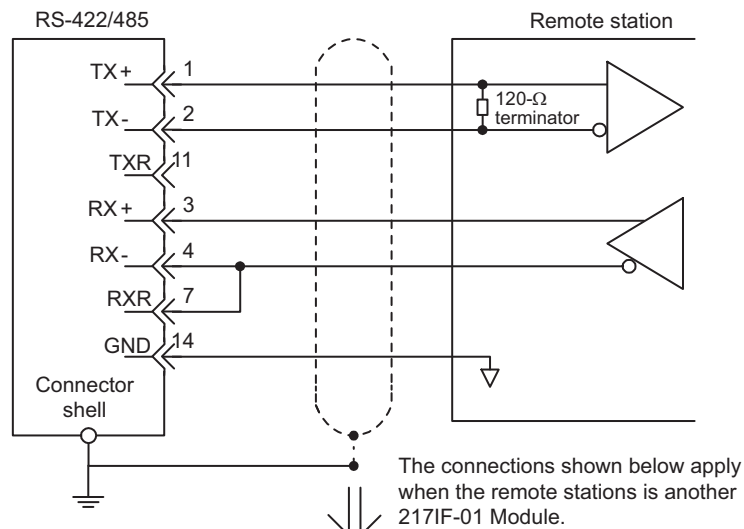 RS-422/485
Remote station
TX+
1
120-Ω
terminator
TX-
2
TXR
11
RX+
3
RX-
4
RXR
7
GND
14
Connector
shell
The connections shown below apply
when the remote stations is another
217IF-01 Module.